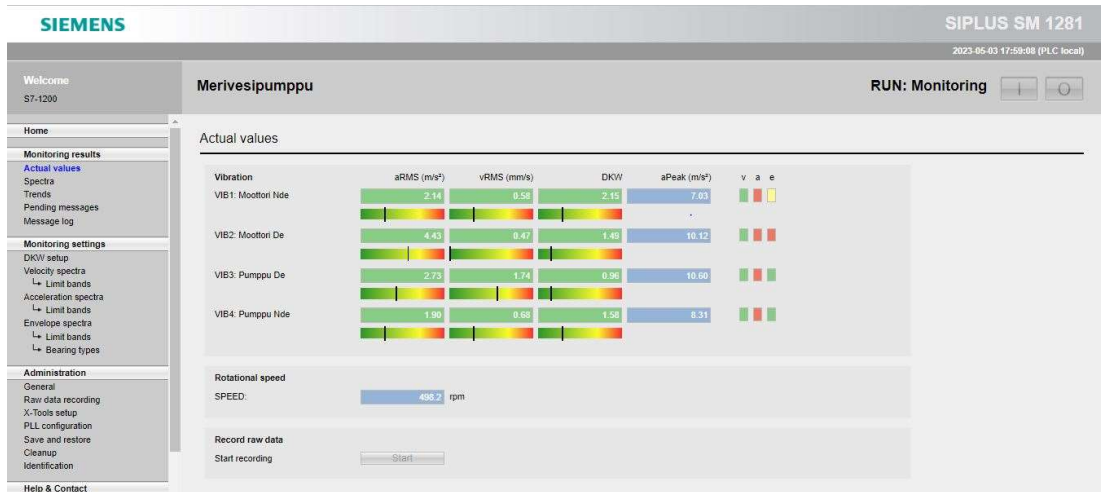 SIEMENS
SIPLUS SM 1281
2023-05-03 17:59:08 (PLC local)
Welcome
S7-1200
Merivesipumppu
RUN: Monitoring
I
O
Home
Monitoring results
Actual values
Spectra
Trends
Pending messages
Message log
Monitoring settings
DKW setup
Velocity spectra
↳ Limit bands
Acceleration spectra
↳ Limit bands
Envelope spectra
↳ Limit bands
↳ Bearing types
Administration
General
Raw data recording
X-Tools setup
PLL configuration
Save and restore
Cleanup
Identification
Help & Contact
Actual values
Vibration aRMS (m/s²) vRMS (mm/s) DKW aPeak (m/s²) v a e
VIB1: Moottori Nde 2.14 0.58 2.15 7.03
VIB2: Moottori De 4.43 0.47 1.49 10.12
VIB3: Pumppu De 2.73 1.74 0.96 10.60
VIB4: Pumppu Nde 1.90 0.68 1.58 8.31
Rotational speed
SPEED: 498.2 rpm
Record raw data
Start recording Start